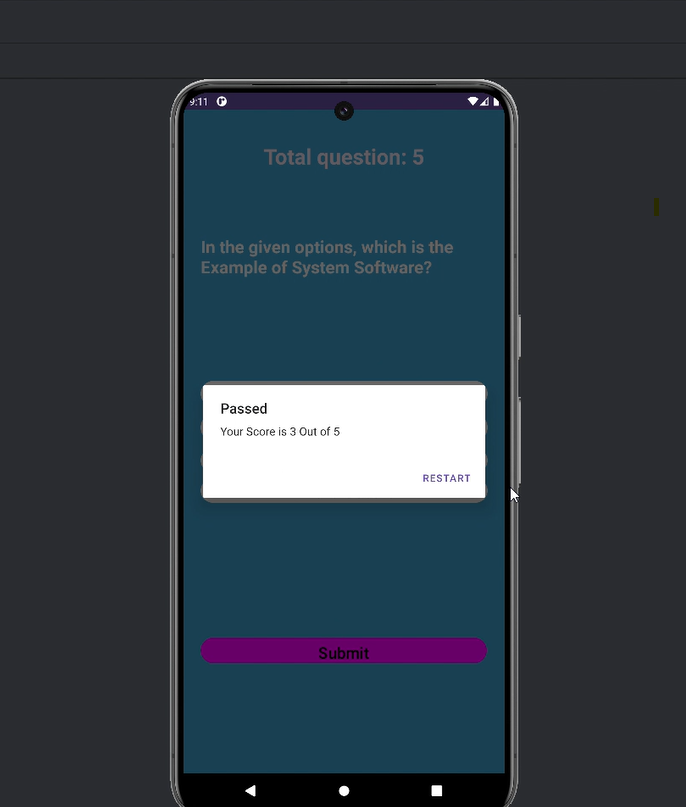 9:11
Total question: 5
In the given options, which is the
Example of System Software?
Passed
Your Score is 3 Out of 5
RESTART
Submit